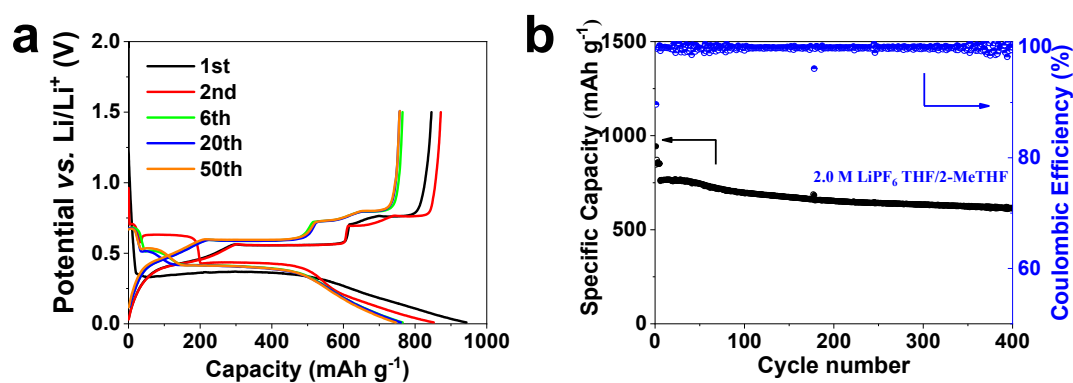 a
Potential vs. Li/Li⁺ (V)
2.0
1.5
1.0
0.5
0.0
1st
2nd
6th
20th
50th
0 200 400 600 800 1000
Capacity (mAh g⁻¹)
b
Specific Capacity (mAh g⁻¹)
1500
1000
500
0
2.0 M LiPF₆ THF/2-MeTHF
100
80
60
Coulombic Efficiency (%)
0 100 200 300 400
Cycle number